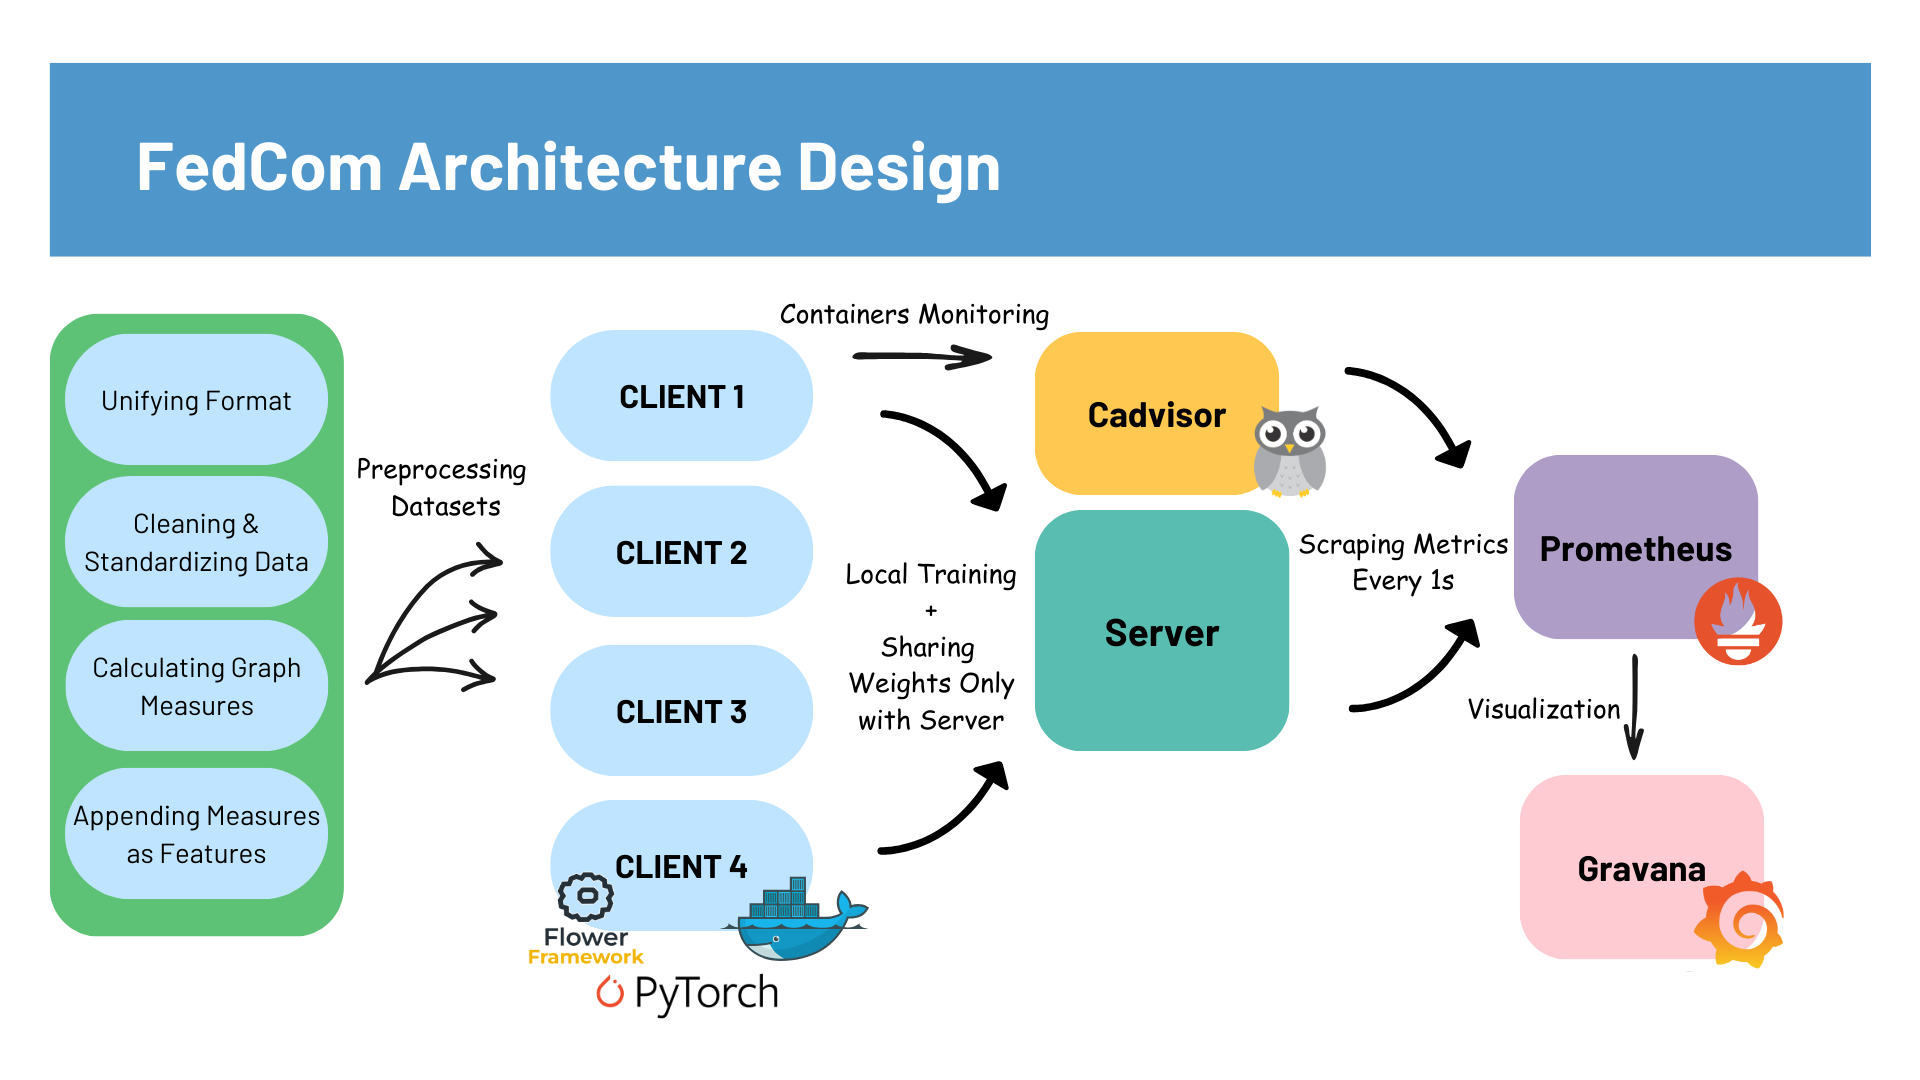 FedCom Architecture Design
Unifying Format
Cleaning &
Standardizing Data
Calculating Graph
Measures
Appending Measures
as Features
Preprocessing
Datasets
CLIENT 1
CLIENT 2
CLIENT 3
CLIENT 4
Flower
Framework
PyTorch
Containers Monitoring
Local Training
+
Sharing
Weights Only
with Server
Cadvisor
Server
Scraping Metrics
Every 1s
Prometheus
Visualization
Gravana